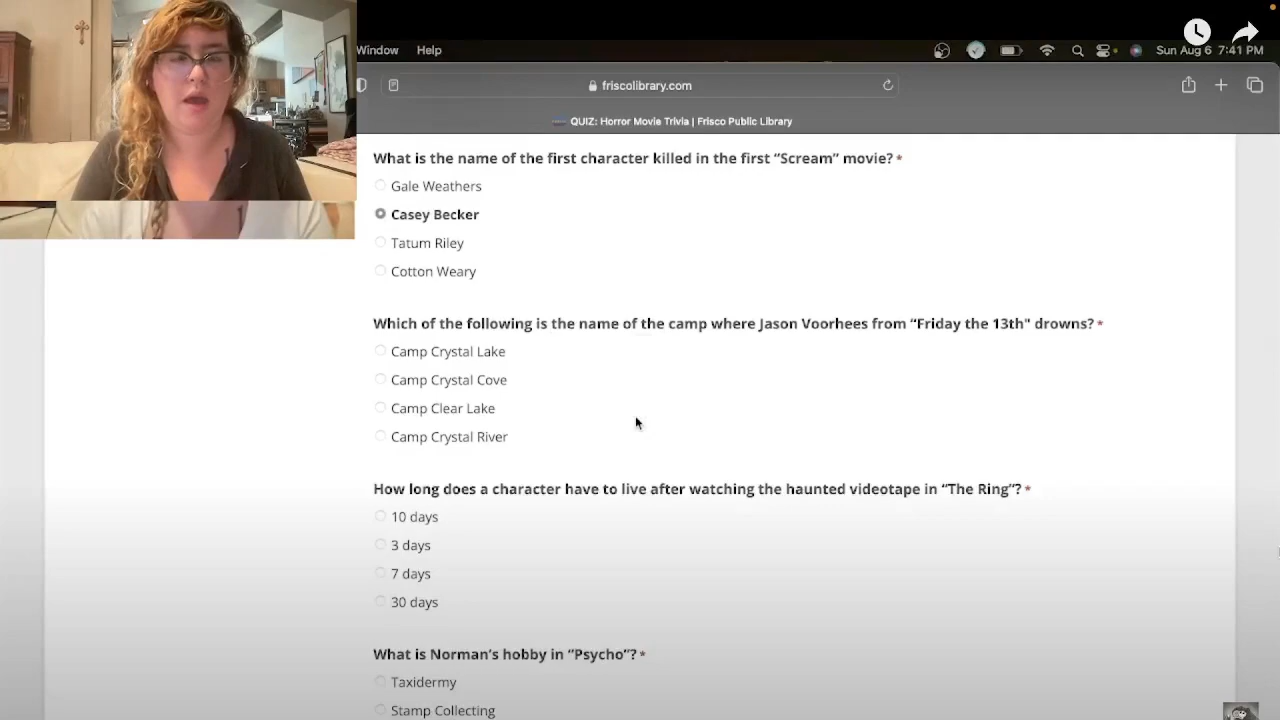 Window Help
Sun Aug 6 7:41 PM
friscolibrary.com
QUIZ: Horror Movie Trivia | Frisco Public Library
What is the name of the first character killed in the first “Scream” movie? *
Gale Weathers
Casey Becker
Tatum Riley
Cotton Weary
Which of the following is the name of the camp where Jason Voorhees from “Friday the 13th" drowns? *
Camp Crystal Lake
Camp Crystal Cove
Camp Clear Lake
Camp Crystal River
How long does a character have to live after watching the haunted videotape in “The Ring”? *
10 days
3 days
7 days
30 days
What is Norman’s hobby in “Psycho”? *
Taxidermy
Stamp Collecting